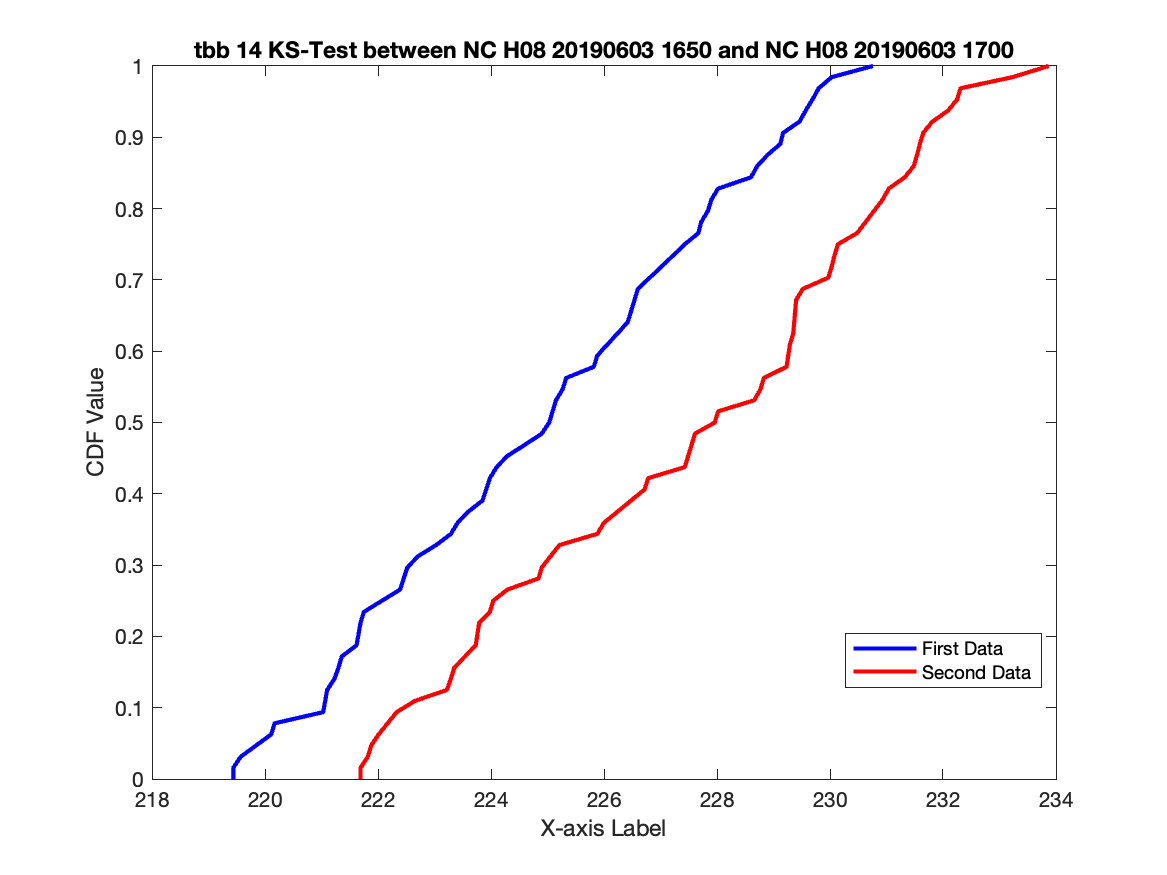 tbb 14 KS-Test between NC H08 20190603 1650 and NC H08 20190603 1700
1
0.9
0.8
0.7
0.6
0.5
0.4
0.3
0.2
0.1
0
CDF Value
First Data
Second Data
218 220 222 224 226 228 230 232 234
X-axis Label